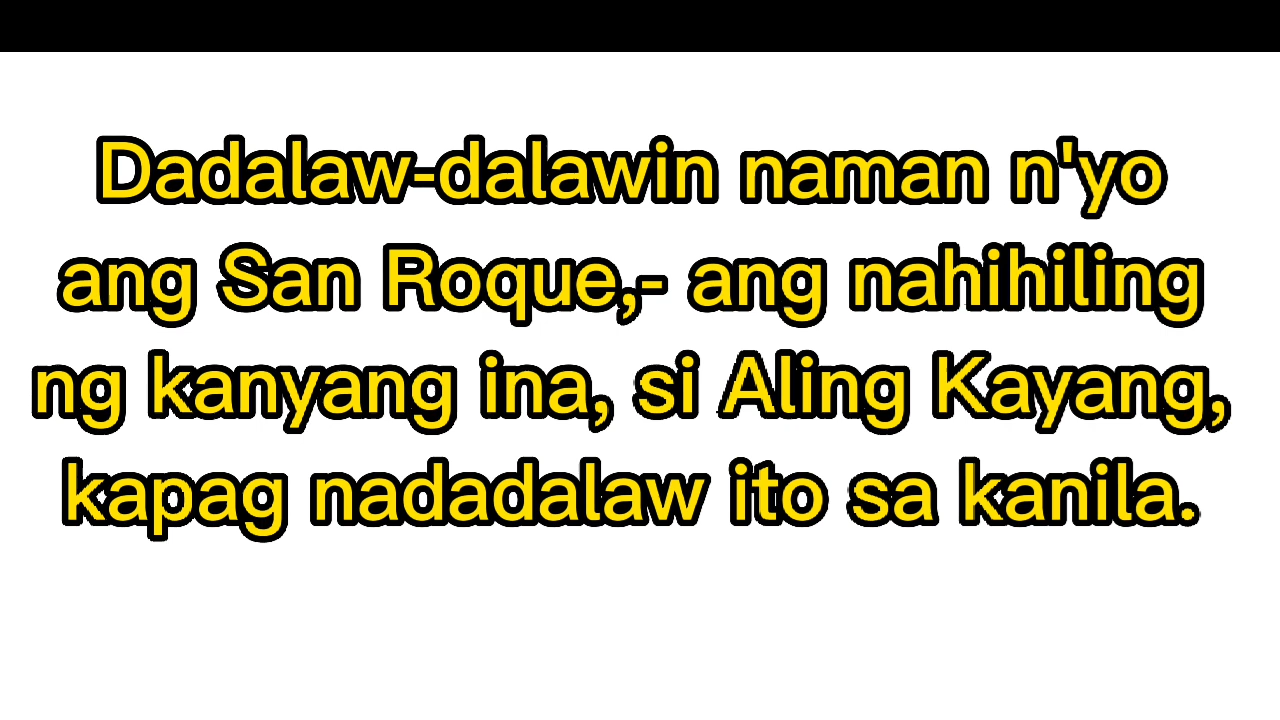 Dadalaw-dalawin naman n'yo
ang San Roque,- ang nahihiling
ng kanyang ina, si Aling Kayang,
kapag nadadalaw ito sa kanila.